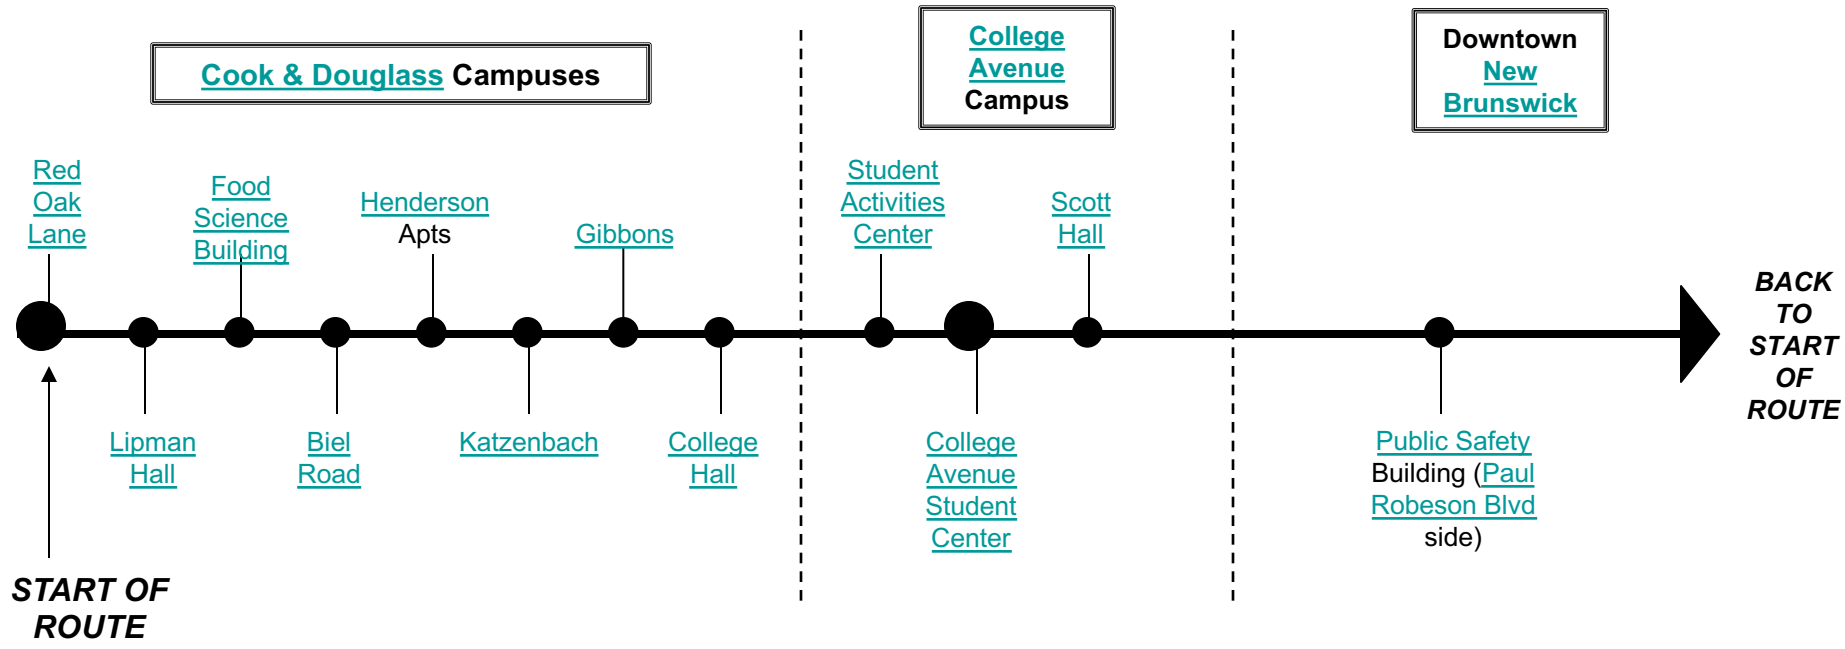 Cook & Douglass Campuses
College
Avenue
Campus
Downtown
New
Brunswick
Red
Oak
Lane
Food
Science
Building
Henderson
Apts
Gibbons
Student
Activities
Center
Scott
Hall
BACK
TO
START
OF
ROUTE
Lipman
Hall
Biel
Road
Katzenbach
College
Hall
College
Avenue
Student
Center
Public Safety
Building (Paul
Robeson Blvd
side)
START OF
ROUTE